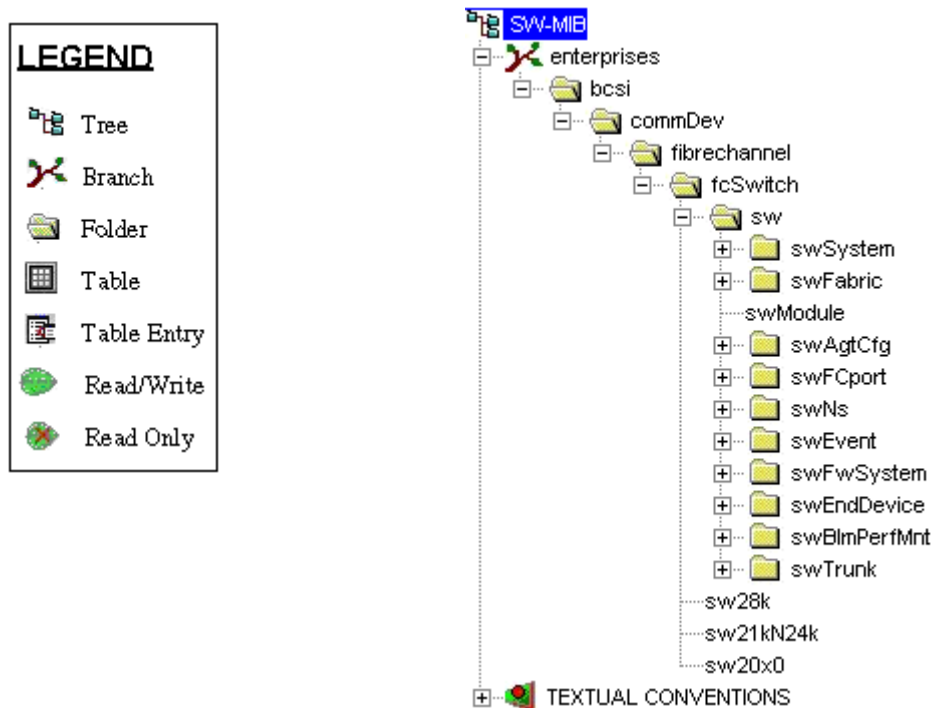 LEGEND
Tree
Branch
Folder
Table
Table Entry
Read/Write
Read Only
SW-MIB
enterprises
bcsi
commDev
fibrechannel
fcSwitch
sw
swSystem
swFabric
swModule
swAgtCfg
swFCport
swNs
swEvent
swFwSystem
swEndDevice
swBlmPerfMnt
swTrunk
sw28k
sw21kN24k
sw20x0
TEXTUAL CONVENTIONS